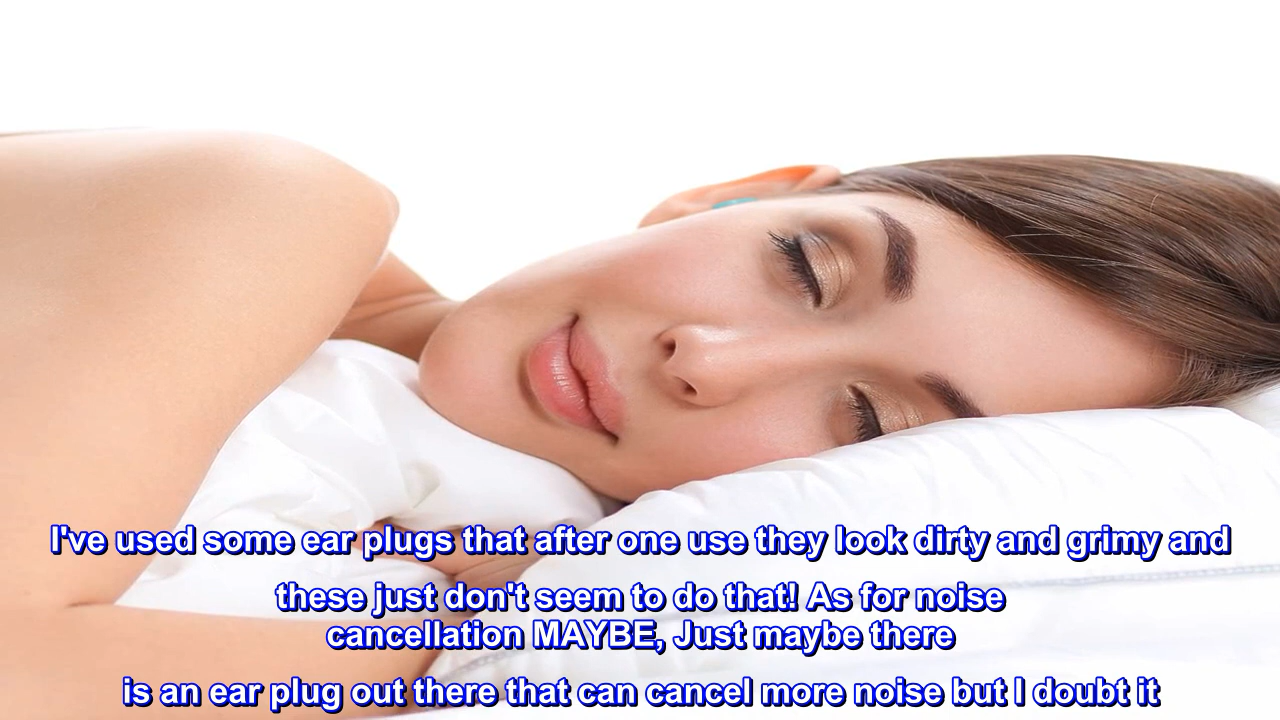 I've used some ear plugs that after one use they look dirty and grimy and
these just don't seem to do that! As for noise
cancellation MAYBE, Just maybe there
is an ear plug out there that can cancel more noise but I doubt it